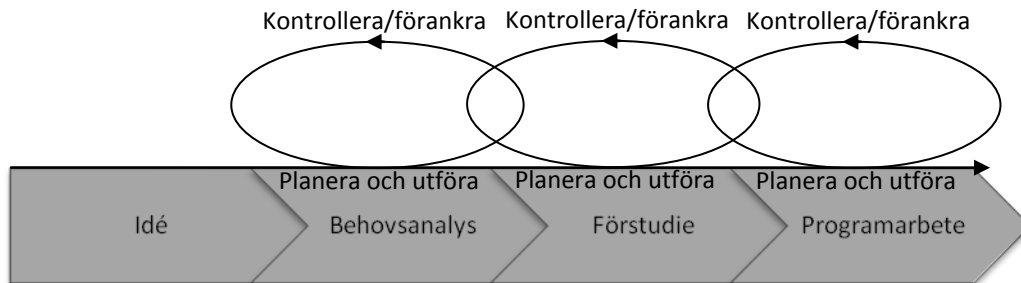 Kontrollera/förankra
Kontrollera/förankra
Kontrollera/förankra
Planera och utföra
Planera och utföra
Planera och utföra
Idé
Behovsanalys
Förstudie
Programarbete